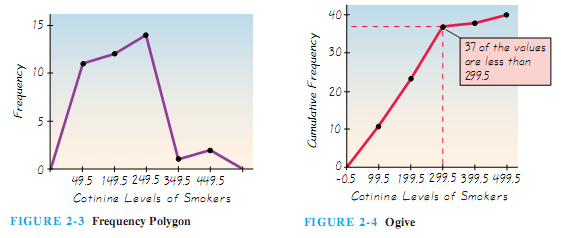 15
10
5
0
Frequency
49.5 149.5 249.5 349.5 449.5
Cotinine Levels of Smokers
FIGURE 2-3 Frequency Polygon
40
30
20
10
0
Cumulative Frequency
37 of the values
are less than
299.5
-0.5 99.5 199.5 299.5 399.5 499.5
Cotinine Levels of Smokers
FIGURE 2-4 Ogive